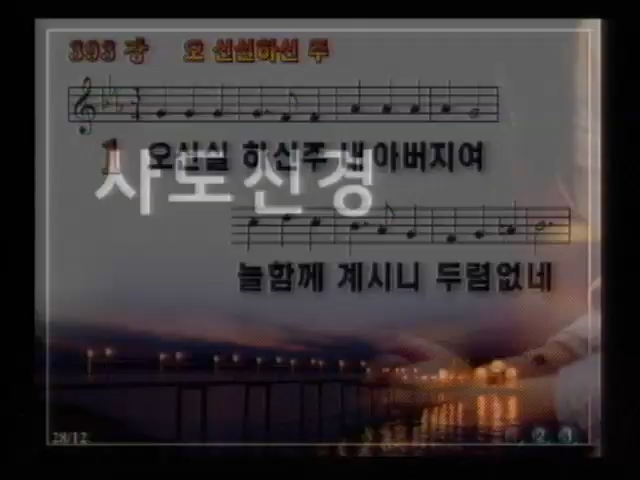 393 장 오 신실하신 주
1 오신실 하신주 내아버지여
사도신경
늘함께 계시니 두렴없네
28/12